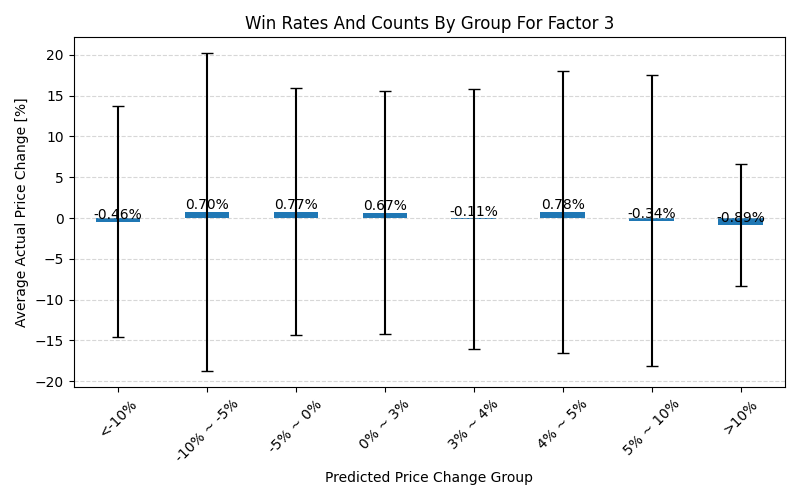 Win Rates And Counts By Group For Factor 3
Average Actual Price Change [%]
20
15
10
5
0
−5
−10
−15
−20
-0.46%
0.70%
0.77%
0.67%
-0.11%
0.78%
-0.34%
-0.89%
<-10%
-10% ~ -5%
-5% ~ 0%
0% ~ 3%
3% ~ 4%
4% ~ 5%
5% ~ 10%
>10%
Predicted Price Change Group